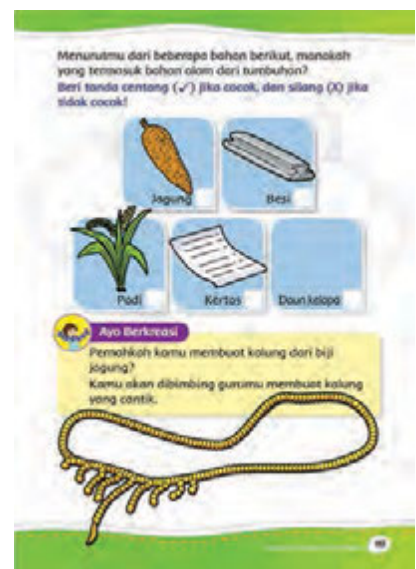 Menurutmu dari beberapa bahan berikut, manakah
yang termasuk bahan alam dari tumbuhan?
Beri tanda centang (✓) jika cocok, dan silang (X) jika
tidak cocok!
Jagung
Besi
Padi
Kertas
Daun kelapa
Ayo Berkreasi
Pernahkah kamu membuat kalung dari biji
jagung?
Kamu akan dibimbing gurumu membuat kalung
yang cantik.